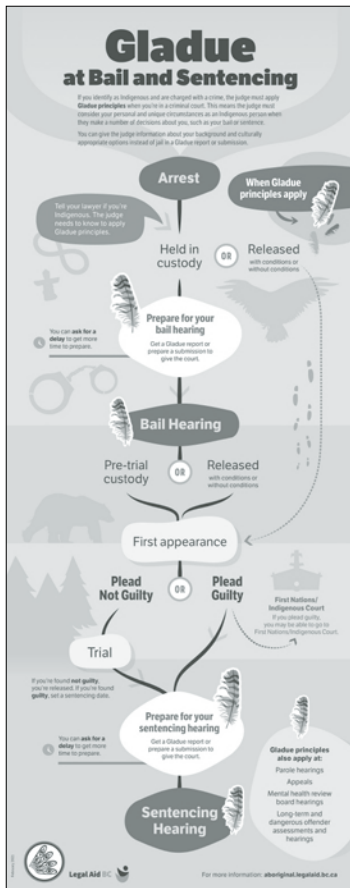 Gladue
at Bail and Sentencing
If you identify as Indigenous and are charged with a crime, the judge must apply
Gladue principles when you're in a criminal court. This means the judge must
consider your personal and unique circumstances as an Indigenous person when
they make a number of decisions about you, such as your bail or sentence.
You can give the judge information about your background and culturally
appropriate options instead of jail in a Gladue report or submission.
Arrest
When Gladue
principles apply
Tell your lawyer if you're
Indigenous. The judge
needs to know to apply
Gladue principles.
Held in
custody
OR
Released
with conditions or
without conditions
Prepare for your
bail hearing
Get a Gladue report or
prepare a submission to
give the court.
You can ask for a
delay to get more
time to prepare.
Bail Hearing
Pre-trial
custody
OR
Released
with conditions or
without conditions
First appearance
Plead
Not Guilty
OR
Plead
Guilty
First Nations/
Indigenous Court
If you plead guilty,
you may be able to go to
First Nations/Indigenous Court.
Trial
If you're found not guilty,
you're released. If you're found
guilty, set a sentencing date.
Prepare for your
sentencing hearing
Get a Gladue report or
prepare a submission to
give the court.
You can ask for a
delay to get more
time to prepare.
Gladue principles
also apply at:
Parole hearings
Appeals
Mental health review
board hearings
Long-term and
dangerous offender
assessments and
hearings
Sentencing
Hearing
Legal Aid BC
For more information: aboriginal.legalaid.bc.ca